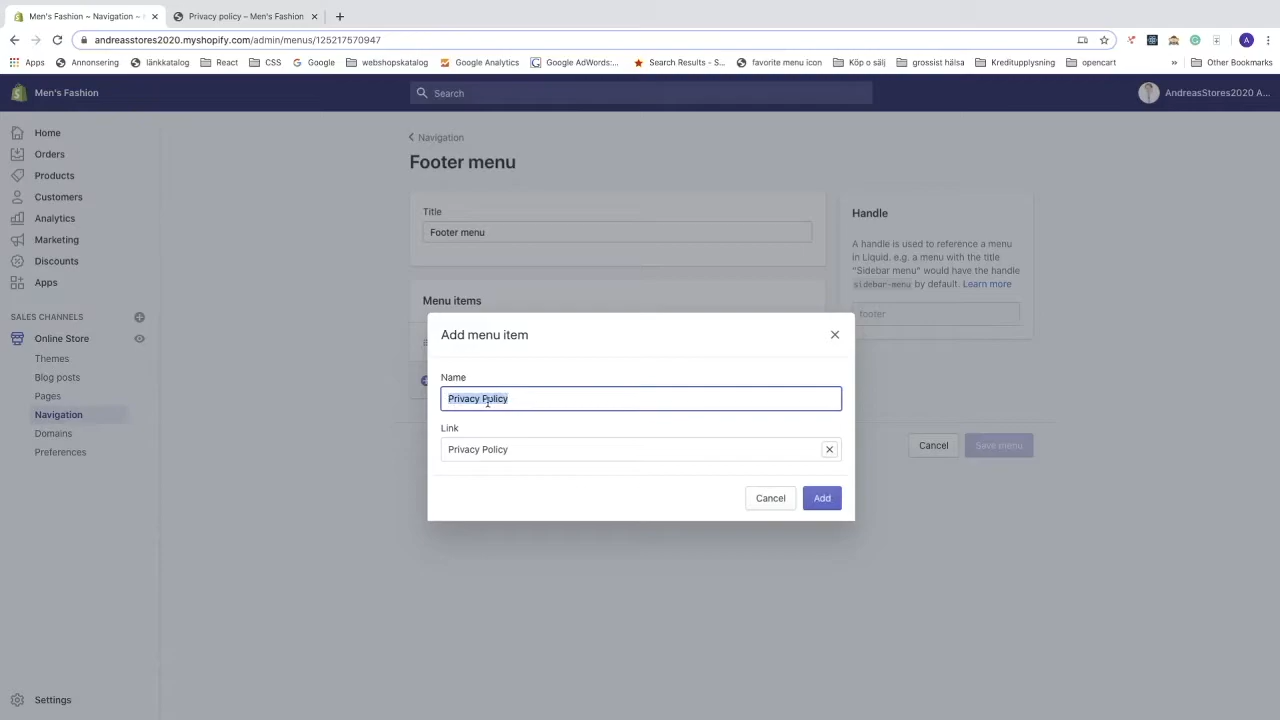 Men's Fashion ~ Navigation ~
Privacy policy – Men's Fashion
andreasstores2020.myshopify.com/admin/menus/125217570947
A
Apps
Annonsering
länkkatalog
React
CSS
Google
webshopskatalog
Google Analytics
Google AdWords:...
Search Results - S...
favorite menu icon
Köp o sälj
grossist hälsa
Kreditupplysning
opencart
»
Other Bookmarks
Men's Fashion
Search
AndreasStores2020 A...
Home
Orders
Products
Customers
Analytics
Marketing
Discounts
Apps
SALES CHANNELS
Online Store
Themes
Blog posts
Pages
Navigation
Domains
Preferences
Settings
Navigation
Footer menu
Title
Footer menu
Menu items
Handle
A handle is used to reference a menu
in Liquid. e.g. a menu with the title
"Sidebar menu" would have the handle
sidebar-menu by default. Learn more
footer
Cancel
Save menu
Add menu item
Name
Privacy Policy
Link
Privacy Policy
Cancel
Add